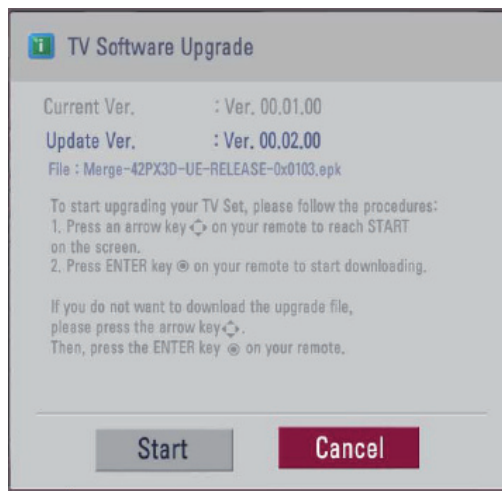 TV Software Upgrade
Current Ver. : Ver. 00.01.00
Update Ver. : Ver. 00.02.00
File : Merge-42PX3D-UE-RELEASE-0x0103.epk
To start upgrading your TV Set, please follow the procedures:
1. Press an arrow key on your remote to reach START
on the screen.
2. Press ENTER key on your remote to start downloading.
If you do not want to download the upgrade file,
please press the arrow key .
Then, press the ENTER key on your remote.
Start
Cancel